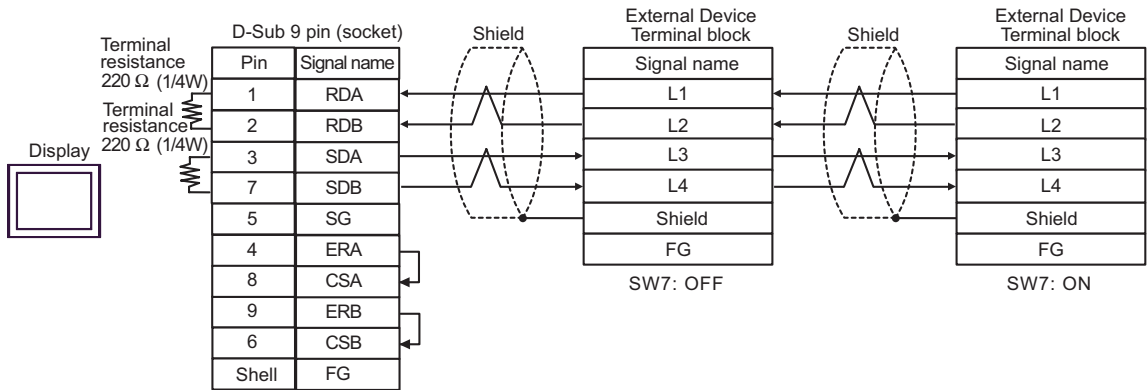 Terminal
resistance
220 Ω (1/4W)
Terminal
resistance
220 Ω (1/4W)
Display
D-Sub 9 pin (socket)
Pin Signal name
1 RDA
2 RDB
3 SDA
7 SDB
5 SG
4 ERA
8 CSA
9 ERB
6 CSB
Shell FG
Shield
External Device
Terminal block
Signal name
L1
L2
L3
L4
Shield
FG
SW7: OFF
Shield
External Device
Terminal block
Signal name
L1
L2
L3
L4
Shield
FG
SW7: ON